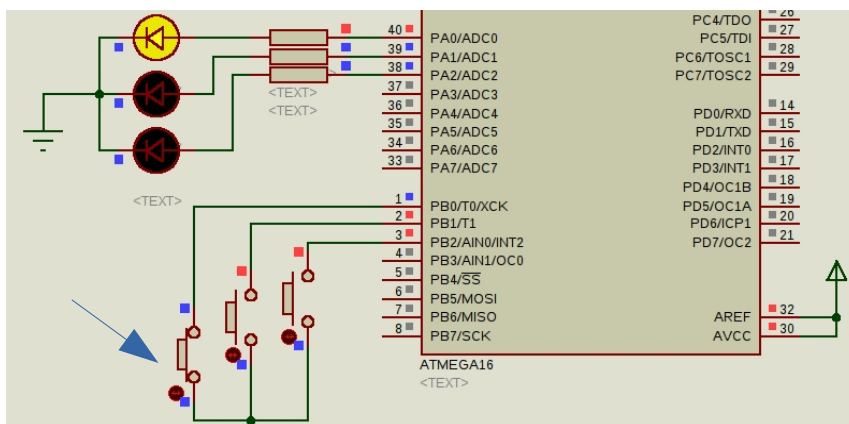 26
PC4/TDO
27
PC5/TDI
28
PC6/TOSC1
29
PC7/TOSC2
40
PA0/ADC0
39
PA1/ADC1
38
PA2/ADC2
37
PA3/ADC3
36
PA4/ADC4
35
PA5/ADC5
34
PA6/ADC6
33
PA7/ADC7
<TEXT>
<TEXT>
<TEXT>
14
PD0/RXD
15
PD1/TXD
16
PD2/INT0
17
PD3/INT1
18
PD4/OC1B
19
PD5/OC1A
20
PD6/ICP1
21
PD7/OC2
1
PB0/T0/XCK
2
PB1/T1
3
PB2/AIN0/INT2
4
PB3/AIN1/OC0
5
PB4/SS
6
PB5/MOSI
7
PB6/MISO
8
PB7/SCK
32
AREF
30
AVCC
ATMEGA16
<TEXT>